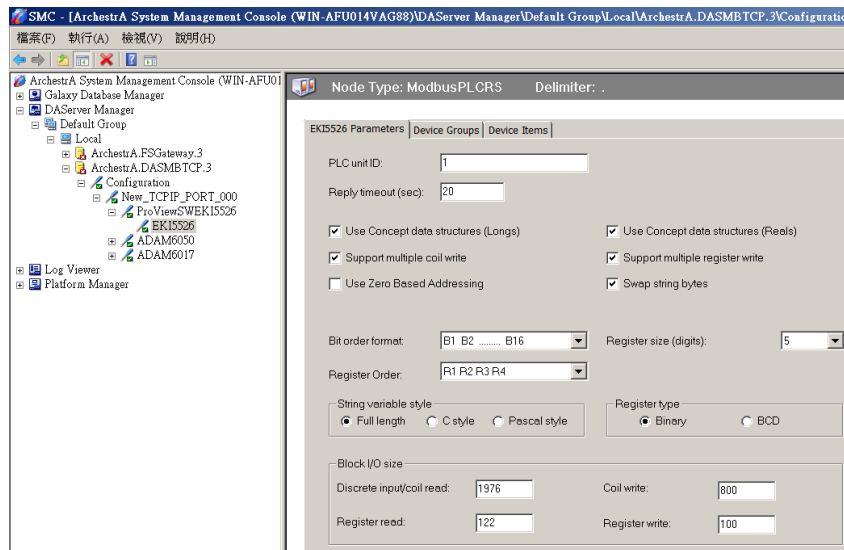 SMC - [ArchestrA System Management Console (WIN-AFU014VAG88)\DAServer Manager\Default Group\Local\ArchestrA.DASMBTCP.3\Configuratio
檔案(F) 執行(A) 檢視(V) 說明(H)
ArchestrA System Management Console (WIN-AFU01
Galaxy Database Manager
DAServer Manager
Default Group
Local
ArchestrA.FSGateway.3
ArchestrA.DASMBTCP.3
Configuration
New_TCPIP_PORT_000
ProViewSWEKI5526
EKI5526
ADAM6050
ADAM6017
Log Viewer
Platform Manager
Node Type: ModbusPLCRS Delimiter: .
EKI5526 Parameters Device Groups Device Items
PLC unit ID: 1
Reply timeout (sec): 20
Use Concept data structures (Longs) Use Concept data structures (Reals)
Support multiple coil write Support multiple register write
Use Zero Based Addressing Swap string bytes
Bit order format: B1 B2 ......... B16 Register size (digits): 5
Register Order: R1 R2 R3 R4
String variable style Register type
Full length C style Pascal style Binary BCD
Block I/O size
Discrete input/coil read: 1976 Coil write: 800
Register read: 122 Register write: 100